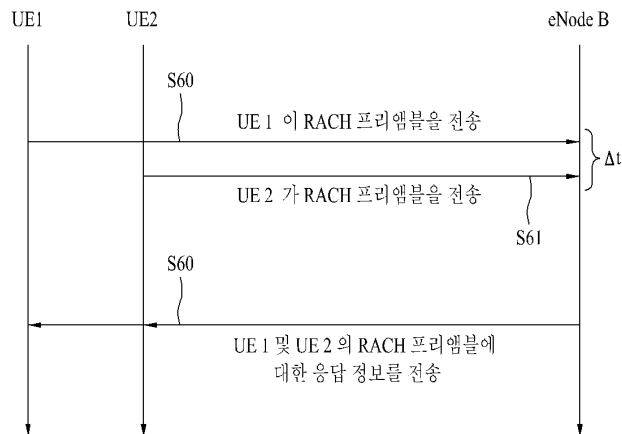 UE1
UE2
eNode B
S60
UE 1 이 RACH 프리앰블을 전송
Δt
UE 2 가 RACH 프리앰블을 전송
S61
S60
UE 1 및 UE 2 의 RACH 프리앰블에
대한 응답 정보를 전송